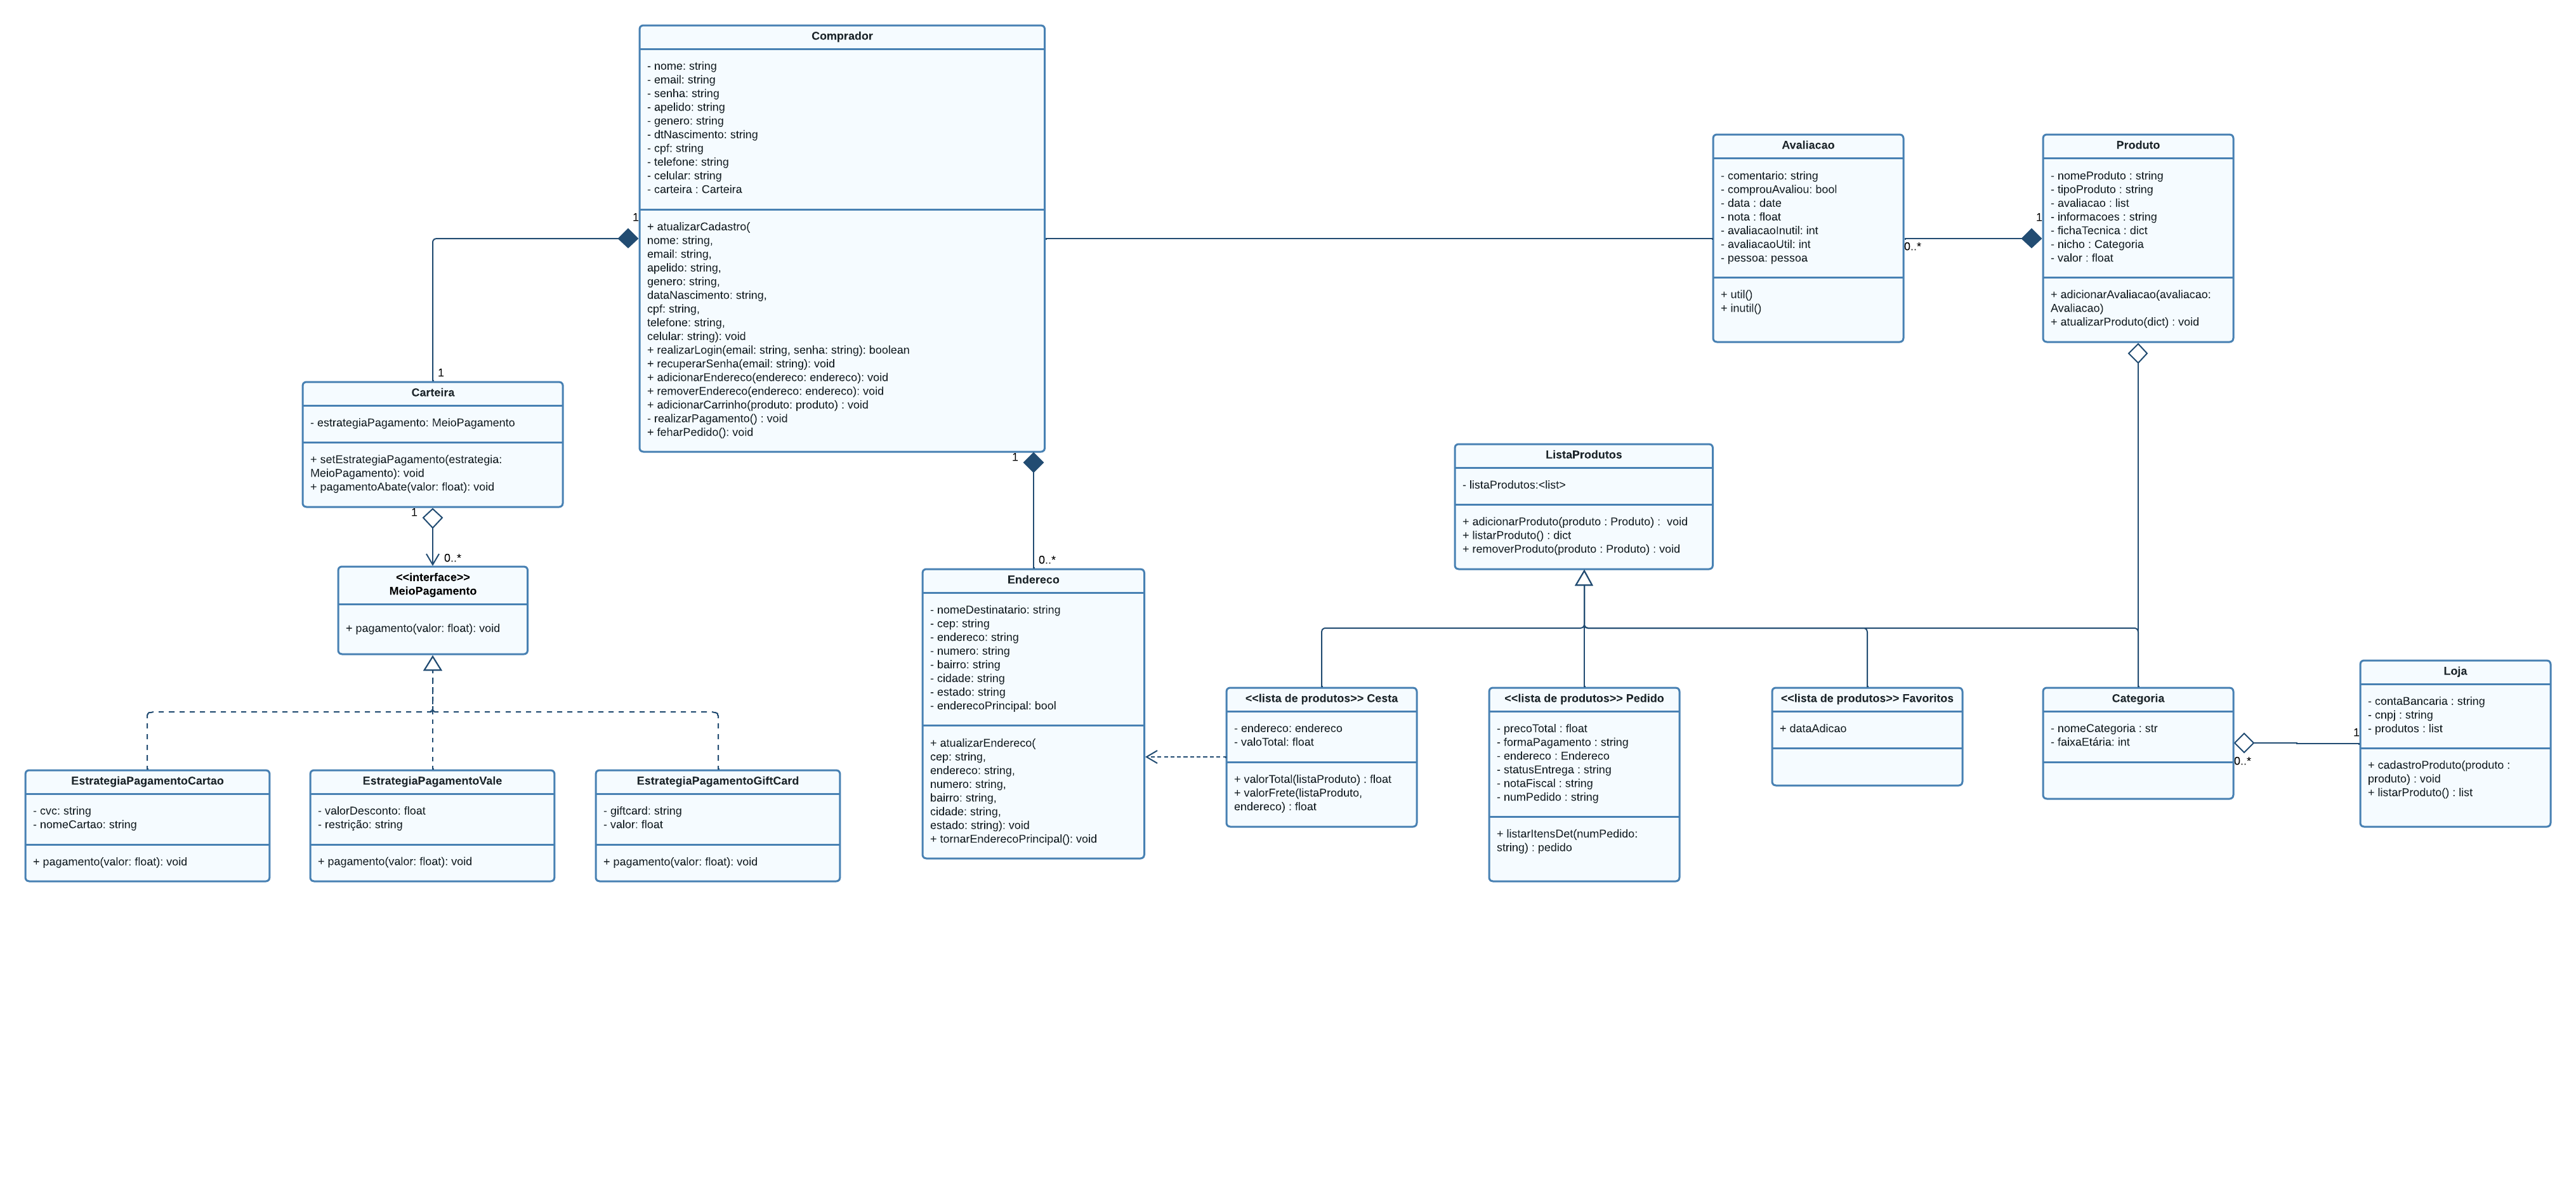 Comprador
- nome: string
- email: string
- senha: string
- apelido: string
- genero: string
- dtNascimento: string
- cpf: string
- telefone: string
- celular: string
- carteira : Carteira
+ atualizarCadastro(
nome: string,
email: string,
apelido: string,
genero: string,
dataNascimento: string,
cpf: string,
telefone: string,
celular: string): void
+ realizarLogin(email: string, senha: string): boolean
+ recuperarSenha(email: string): void
+ adicionarEndereco(endereco: endereco): void
+ removerEndereco(endereco: endereco): void
+ adicionarCarrinho(produto: produto) : void
- realizarPagamento() : void
+ feharPedido(): void
1
1
1
0..*
Avaliacao
- comentario: string
- comprouAvaliou: bool
- data : date
- nota : float
- avaliacaoInutil: int
- avaliacaoUtil: int
- pessoa: pessoa
+ util()
+ inutil()
0..*
1
Produto
- nomeProduto : string
- tipoProduto : string
- avaliacao : list
- informacoes : string
- fichaTecnica : dict
- nicho : Categoria
- valor : float
+ adicionarAvaliacao(avaliacao:
Avaliacao)
+ atualizarProduto(dict) : void
Carteira
- estrategiaPagamento: MeioPagamento
+ setEstrategiaPagamento(estrategia:
MeioPagamento): void
+ pagamentoAbate(valor: float): void
1
0..*
<<interface>>
MeioPagamento
+ pagamento(valor: float): void
EstrategiaPagamentoCartao
- cvc: string
- nomeCartao: string
+ pagamento(valor: float): void
EstrategiaPagamentoVale
- valorDesconto: float
- restrição: string
+ pagamento(valor: float): void
EstrategiaPagamentoGiftCard
- giftcard: string
- valor: float
+ pagamento(valor: float): void
Endereco
- nomeDestinatario: string
- cep: string
- endereco: string
- numero: string
- bairro: string
- cidade: string
- estado: string
- enderecoPrincipal: bool
+ atualizarEndereco(
cep: string,
endereco: string,
numero: string,
bairro: string,
cidade: string,
estado: string): void
+ tornarEnderecoPrincipal(): void
ListaProdutos
- listaProdutos:<list>
+ adicionarProduto(produto : Produto) :  void
+ listarProduto() : dict
+ removerProduto(produto : Produto) : void
<<lista de produtos>> Cesta
- endereco: endereco
- valoTotal: float
+ valorTotal(listaProduto) : float
+ valorFrete(listaProduto,
endereco) : float
<<lista de produtos>> Pedido
- precoTotal : float
- formaPagamento : string
- endereco : Endereco
- statusEntrega : string
- notaFiscal : string
- numPedido : string
+ listarItensDet(numPedido:
string) : pedido
<<lista de produtos>> Favoritos
+ dataAdicao
Categoria
- nomeCategoria : str
- faixaEtária: int
0..*
1
Loja
- contaBancaria : string
- cnpj : string
- produtos : list
+ cadastroProduto(produto :
produto) : void
+ listarProduto() : list